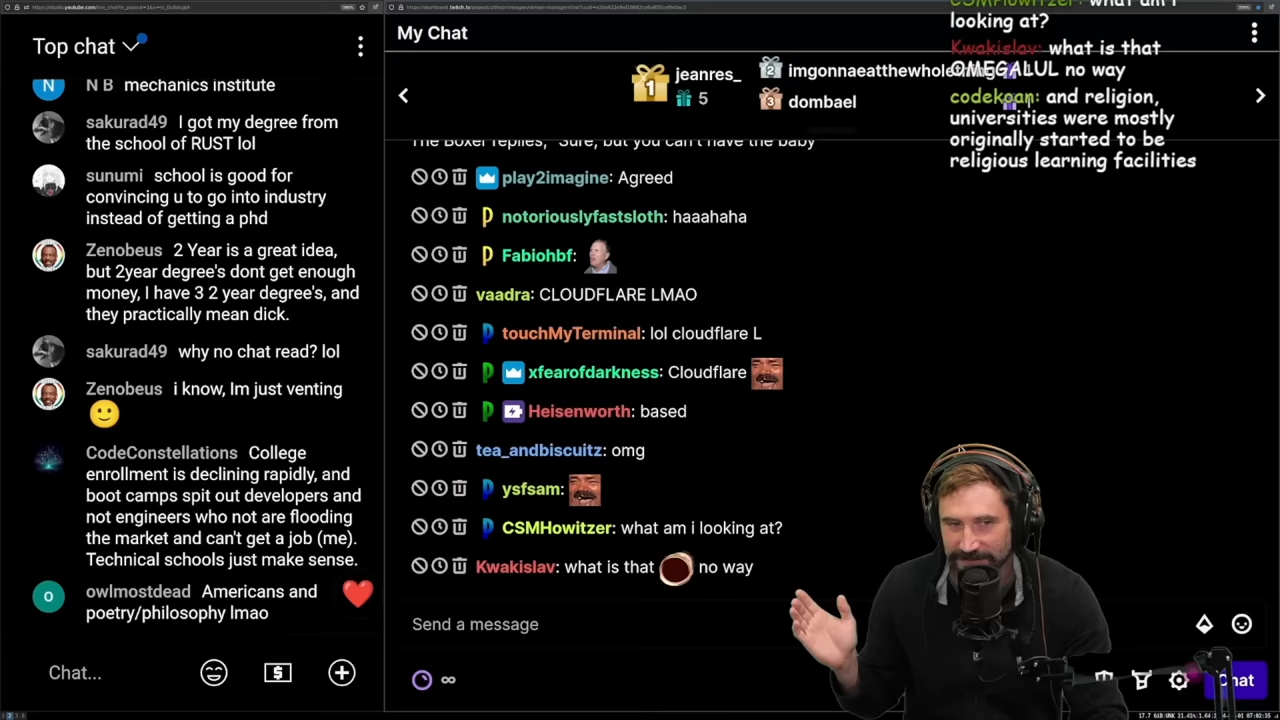 Top chat
N B mechanics institute
sakurad49 I got my degree from
the school of RUST lol
sunumi school is good for
convincing u to go into industry
instead of getting a phd
Zenobeus 2 Year is a great idea,
but 2year degree's dont get enough
money, I have 3 2 year degree's, and
they practically mean dick.
sakurad49 why no chat read? lol
Zenobeus i know, Im just venting
CodeConstellations College
enrollment is declining rapidly, and
boot camps spit out developers and
not engineers who not are flooding
the market and can't get a job (me).
Technical schools just make sense.
owlmostdead Americans and
poetry/philosophy lmao
Chat...
My Chat
1 jeanres_
5
2 imgonnaeatthewholething
3 dombael
The Boxer replies, "Sure, but you can't have the baby"
play2imagine: Agreed
notoriouslyfastsloth: haaahaha
Fabiohbf:
vaadra: CLOUDFLARE LMAO
touchMyTerminal: lol cloudflare L
xfearofdarkness: Cloudflare
Heisenworth: based
tea_andbiscuitz: omg
ysfsam:
CSMHowitzer: what am i looking at?
Kwakislav: what is that no way
Send a message
∞
Chat
CSMHowitzer: what am i
looking at?
Kwakislav: what is that
OMEGALUL no way
codekoan: and religion,
universities were mostly
originally started to be
religious learning facilities